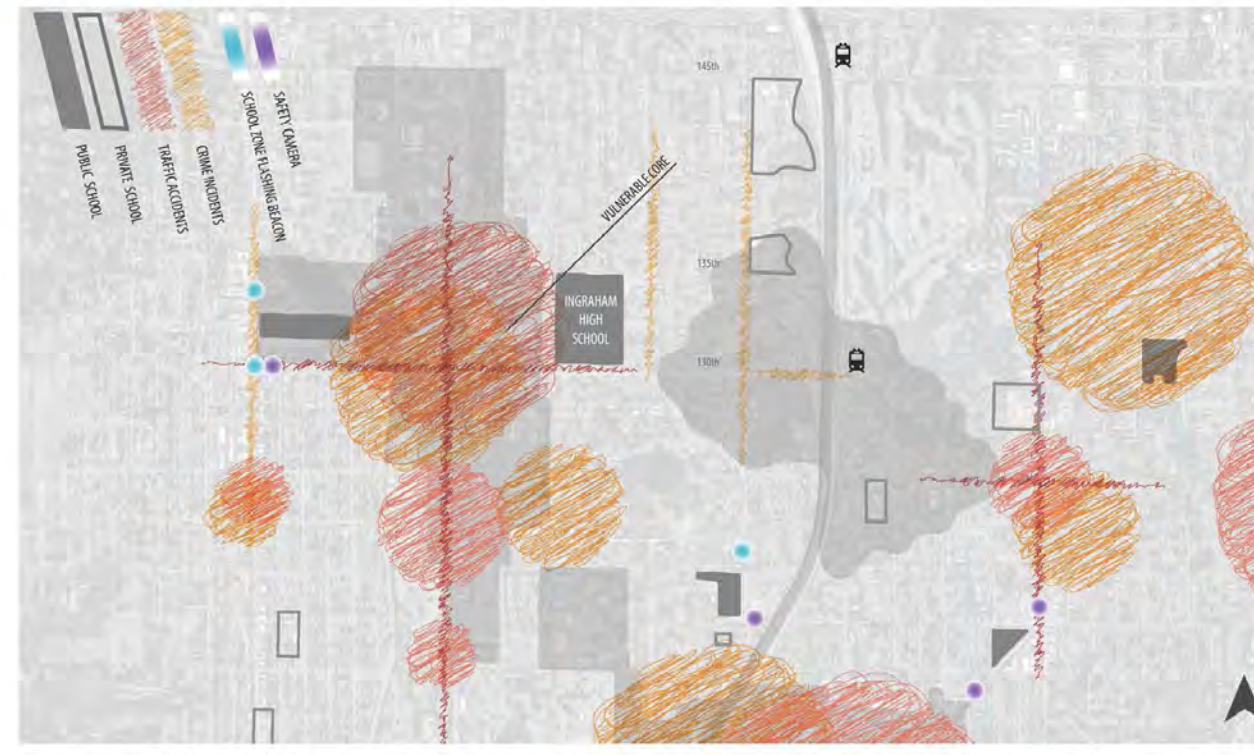 PUBLIC SCHOOL
PRIVATE SCHOOL
TRAFFIC ACCIDENTS
CRIME INCIDENTS
SCHOOL ZONE FLASHING BEACON
SAFETY CAMERA
145th
VULNERABLE CORE
135th
INGRAHAM
HIGH
SCHOOL
130th